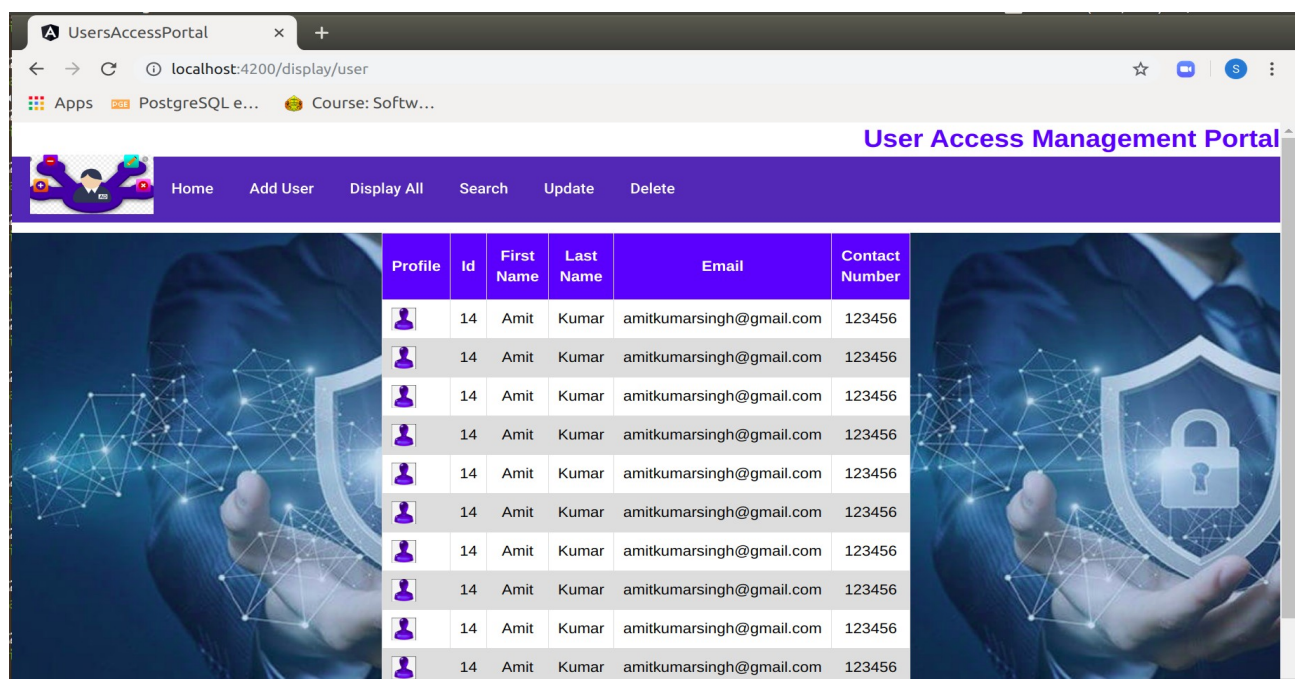 UsersAccessPortal × +
localhost:4200/display/user S
Apps PostgreSQL e... Course: Softw...
User Access Management Portal
Home Add User Display All Search Update Delete
Profile Id First Name Last Name Email Contact Number
14 Amit Kumar amitkumarsingh@gmail.com 123456
14 Amit Kumar amitkumarsingh@gmail.com 123456
14 Amit Kumar amitkumarsingh@gmail.com 123456
14 Amit Kumar amitkumarsingh@gmail.com 123456
14 Amit Kumar amitkumarsingh@gmail.com 123456
14 Amit Kumar amitkumarsingh@gmail.com 123456
14 Amit Kumar amitkumarsingh@gmail.com 123456
14 Amit Kumar amitkumarsingh@gmail.com 123456
14 Amit Kumar amitkumarsingh@gmail.com 123456
14 Amit Kumar amitkumarsingh@gmail.com 123456